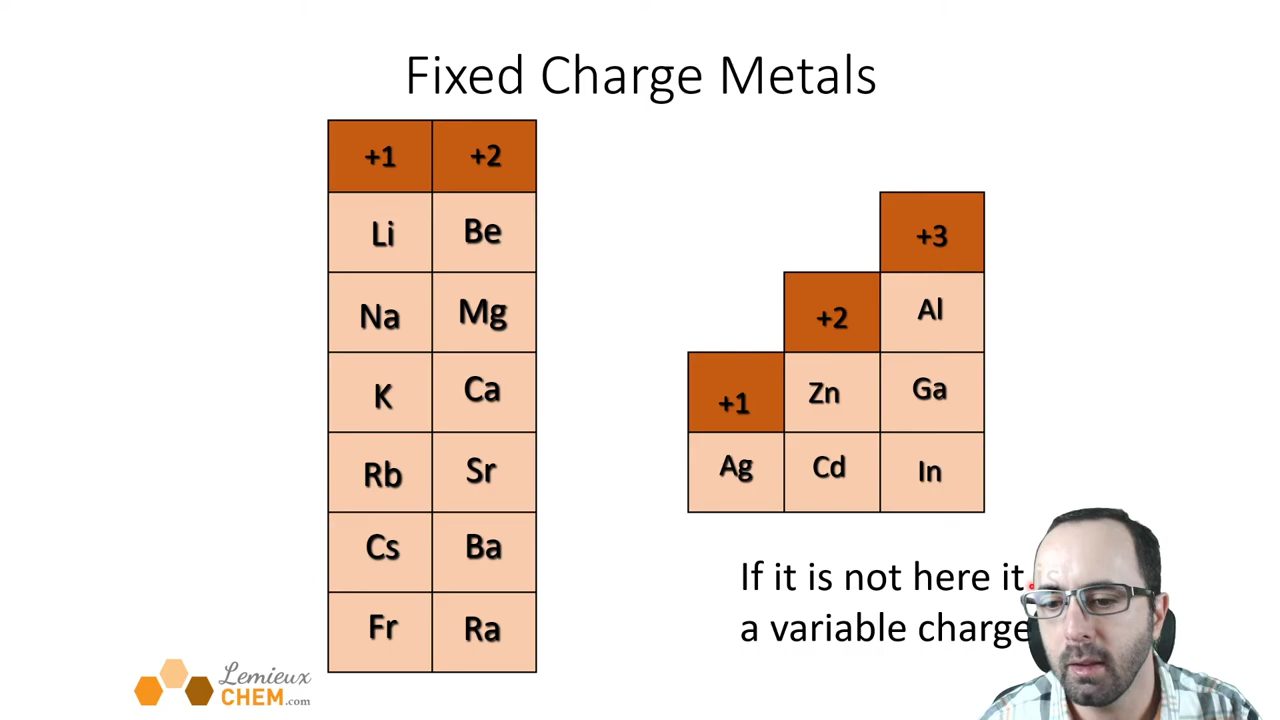 Fixed Charge Metals
+1 +2
Li Be
Na Mg
K Ca
Rb Sr
Cs Ba
Fr Ra
+3
+2 Al
+1 Zn Ga
Ag Cd In
If it is not here it is
a variable charge
Lemieux
CHEM.com